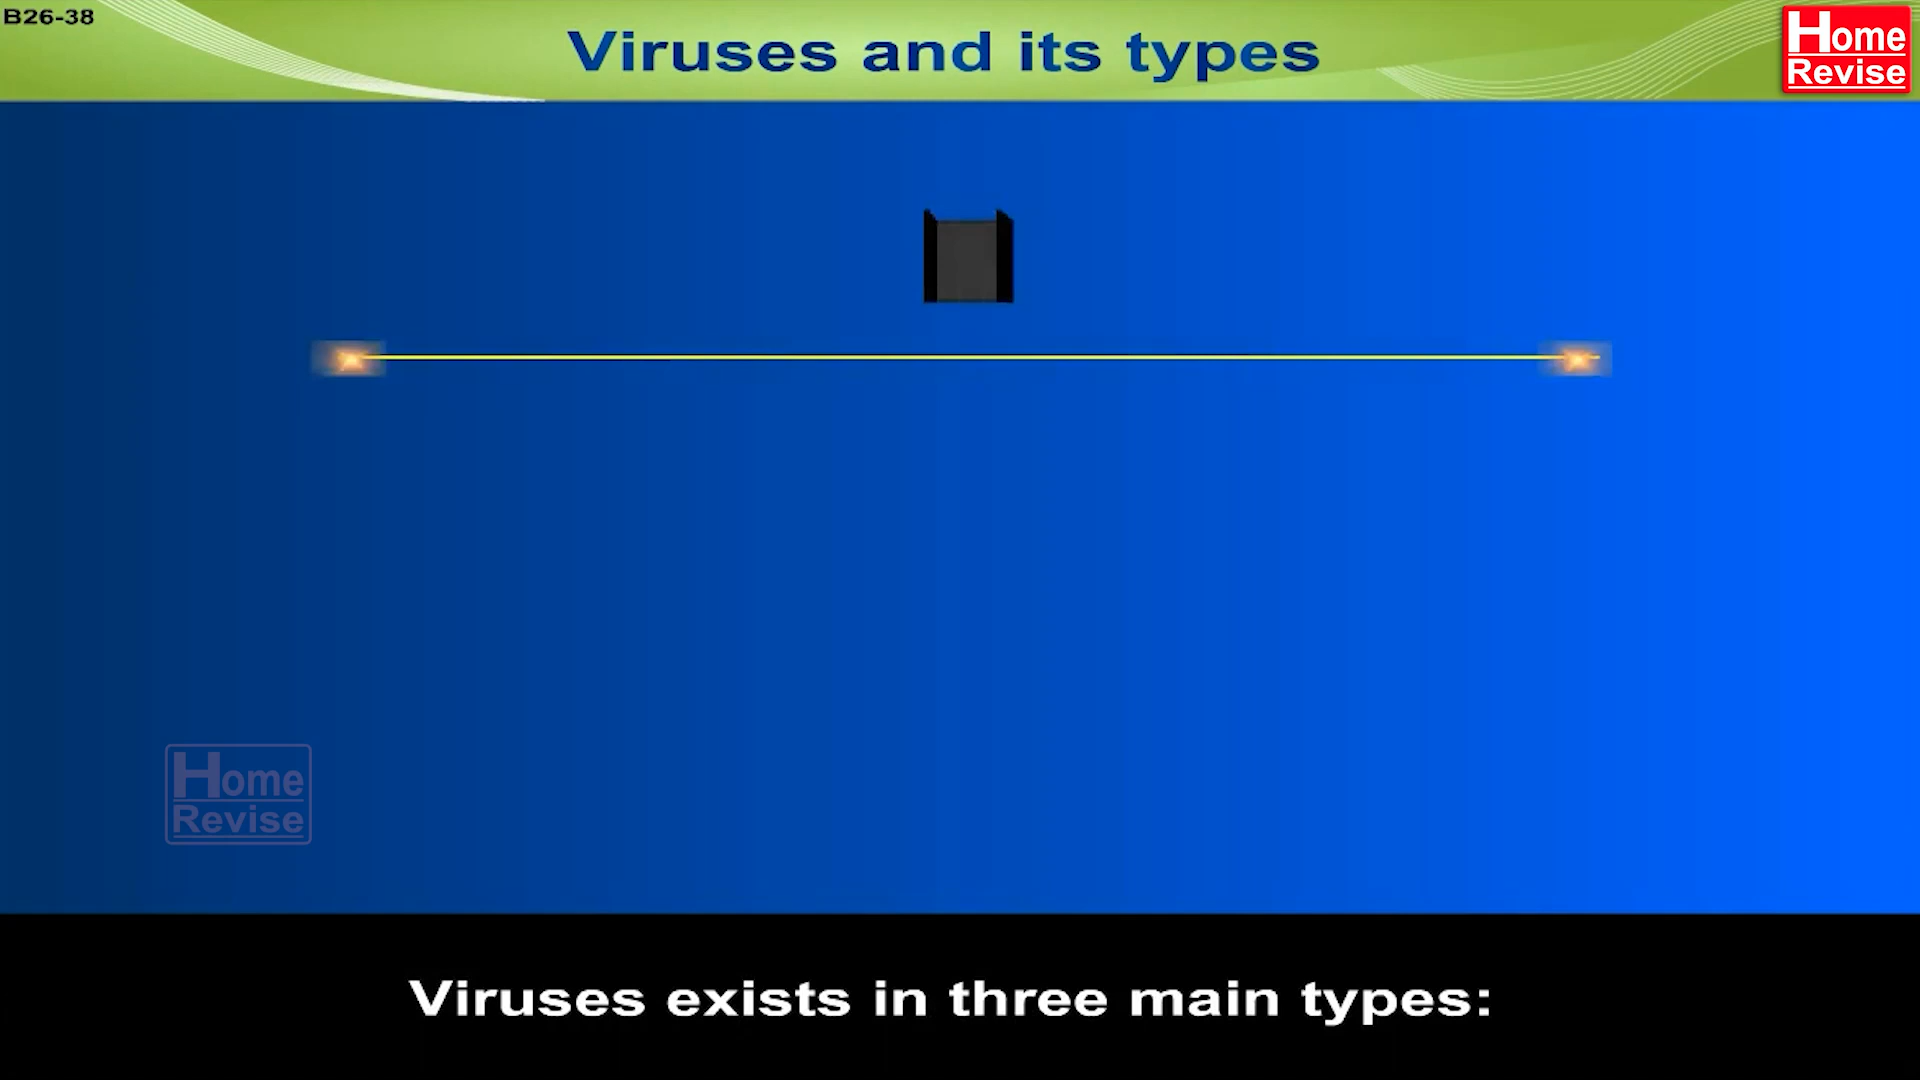 B26-38
Viruses and its types
Home
Revise
Home
Revise
Viruses exists in three main types: